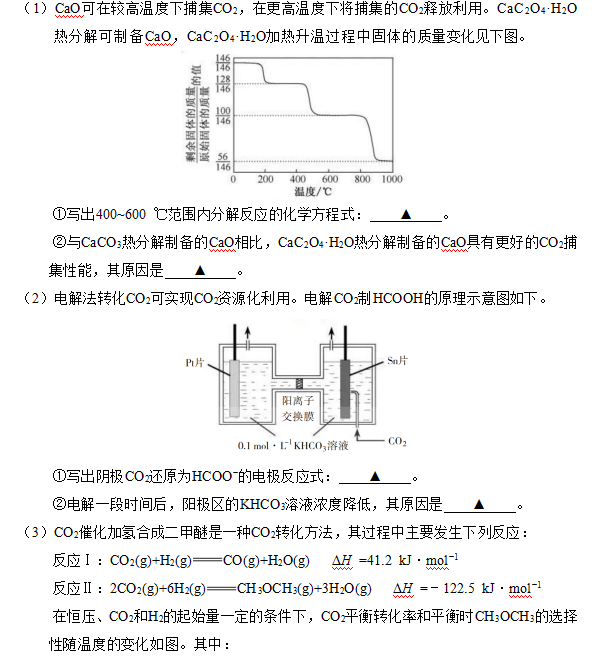 （1）CaO可在较高温度下捕集CO₂，在更高温度下将捕集的CO₂释放利用。CaC₂O₄·H₂O
热分解可制备CaO，CaC₂O₄·H₂O加热升温过程中固体的质量变化见下图。
剩余固体的质量的值
原始固体的质量
146
146
128
146
100
146
56
146
0 200 400 600 800 1000
温度/℃
①写出400~600 ℃范围内分解反应的化学方程式：▲。
②与CaCO₃热分解制备的CaO相比，CaC₂O₄·H₂O热分解制备的CaO具有更好的CO₂捕
集性能，其原因是▲。
（2）电解法转化CO₂可实现CO₂资源化利用。电解CO₂制HCOOH的原理示意图如下。
Pt片
Sn片
阳离子
交换膜
CO₂
0.1 mol·L⁻¹KHCO₃溶液
①写出阴极CO₂还原为HCOO⁻的电极反应式：▲。
②电解一段时间后，阳极区的KHCO₃溶液浓度降低，其原因是▲。
（3）CO₂催化加氢合成二甲醚是一种CO₂转化方法，其过程中主要发生下列反应：
反应Ⅰ：CO₂(g)+H₂(g)══CO(g)+H₂O(g) ΔH =41.2 kJ·mol⁻¹
反应Ⅱ：2CO₂(g)+6H₂(g)══CH₃OCH₃(g)+3H₂O(g) ΔH =﹣122.5 kJ·mol⁻¹
在恒压、CO₂和H₂的起始量一定的条件下，CO₂平衡转化率和平衡时CH₃OCH₃的选择
性随温度的变化如图。其中：